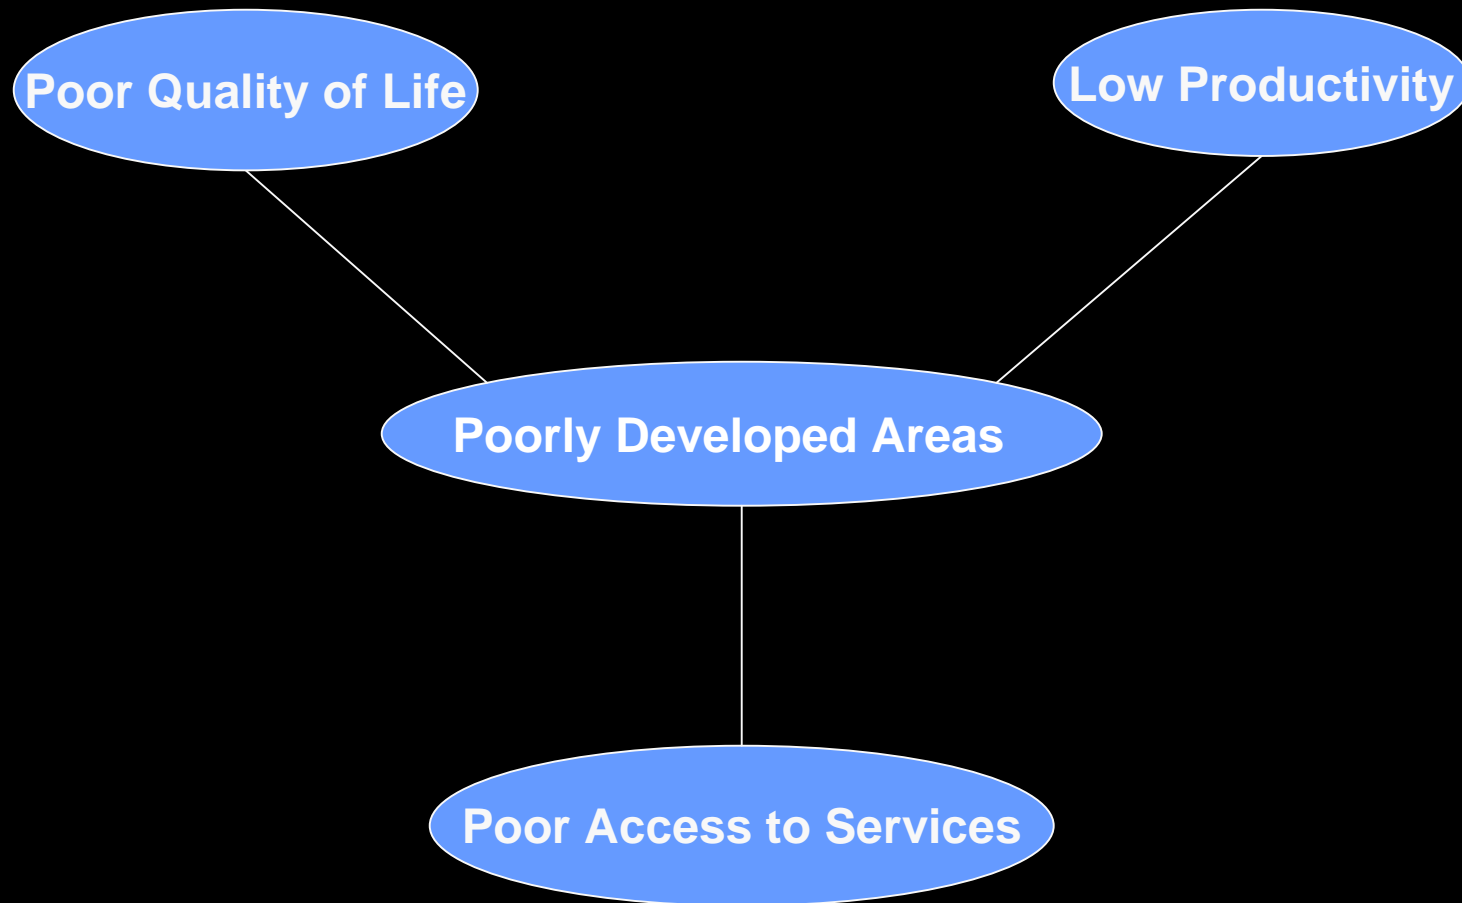 Poor Quality of Life
Low Productivity
Poorly Developed Areas
Poor Access to Services